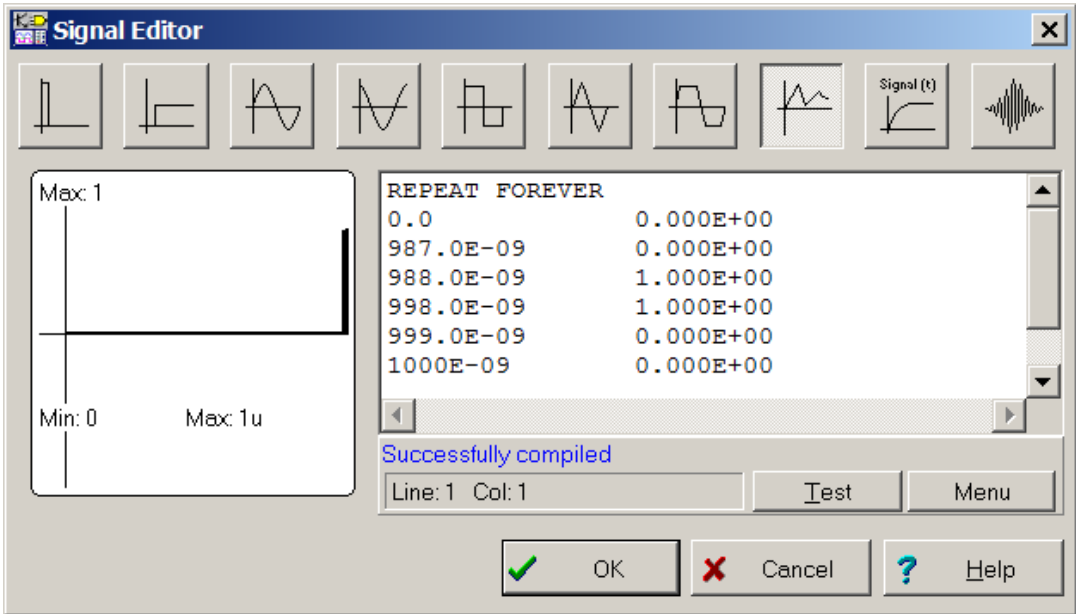 Signal Editor
Signal (t)
Max: 1
Min: 0 Max: 1u
REPEAT FOREVER
0.0 0.000E+00
987.0E-09 0.000E+00
988.0E-09 1.000E+00
998.0E-09 1.000E+00
999.0E-09 0.000E+00
1000E-09 0.000E+00
Successfully compiled
Line: 1 Col: 1
Test
Menu
OK
Cancel
Help